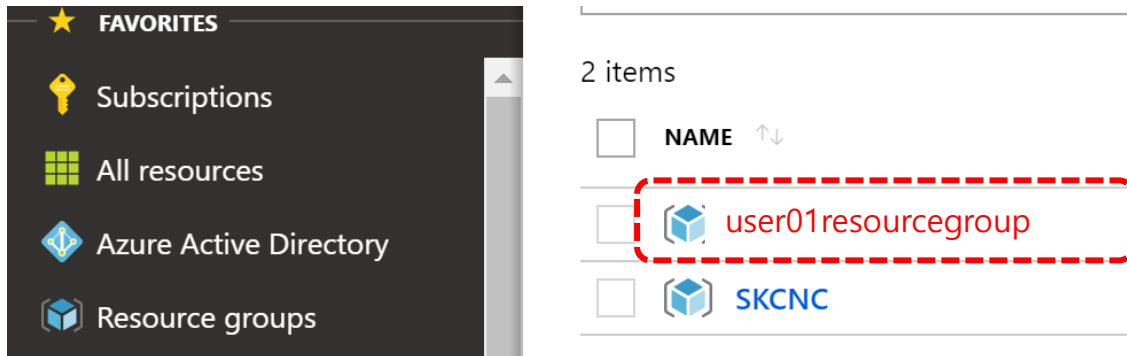 FAVORITES
Subscriptions
All resources
Azure Active Directory
Resource groups
2 items
NAME ↑↓
user01resourcegroup
SKCNC